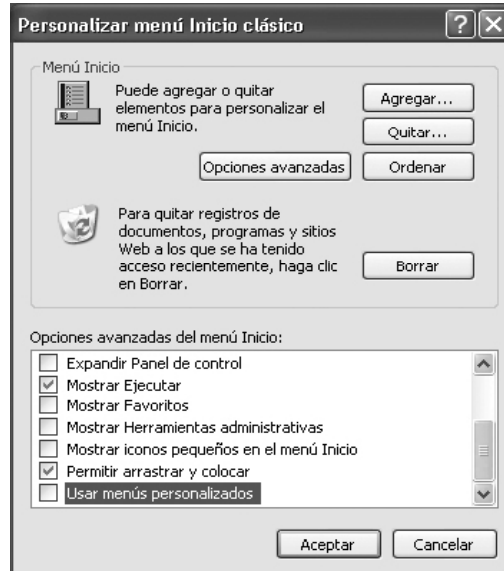 Personalizar menú Inicio clásico
Menú Inicio
Puede agregar o quitar
elementos para personalizar el
menú Inicio.
Agregar...
Quitar...
Opciones avanzadas
Ordenar
Para quitar registros de
documentos, programas y sitios
Web a los que se ha tenido
acceso recientemente, haga clic
en Borrar.
Borrar
Opciones avanzadas del menú Inicio:
Expandir Panel de control
Mostrar Ejecutar
Mostrar Favoritos
Mostrar Herramientas administrativas
Mostrar iconos pequeños en el menú Inicio
Permitir arrastrar y colocar
Usar menús personalizados
Aceptar
Cancelar